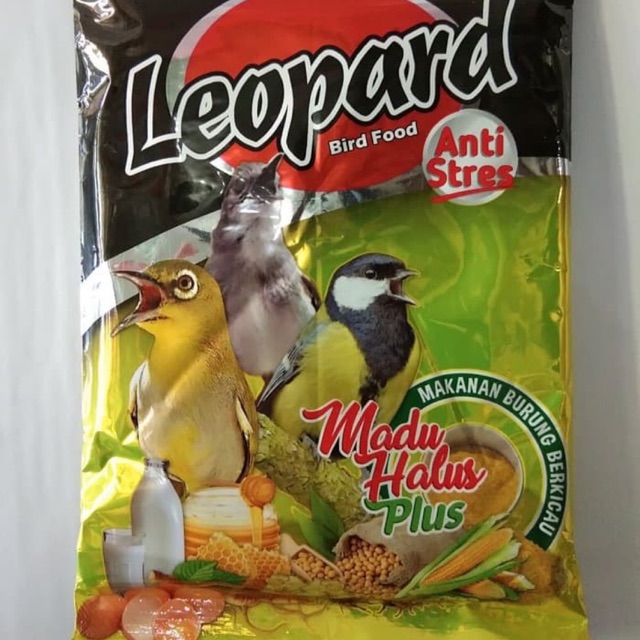 Leopard
Bird Food
Anti
Stres
MAKANAN BURUNG BERKICAU
Madu
Halus
Plus